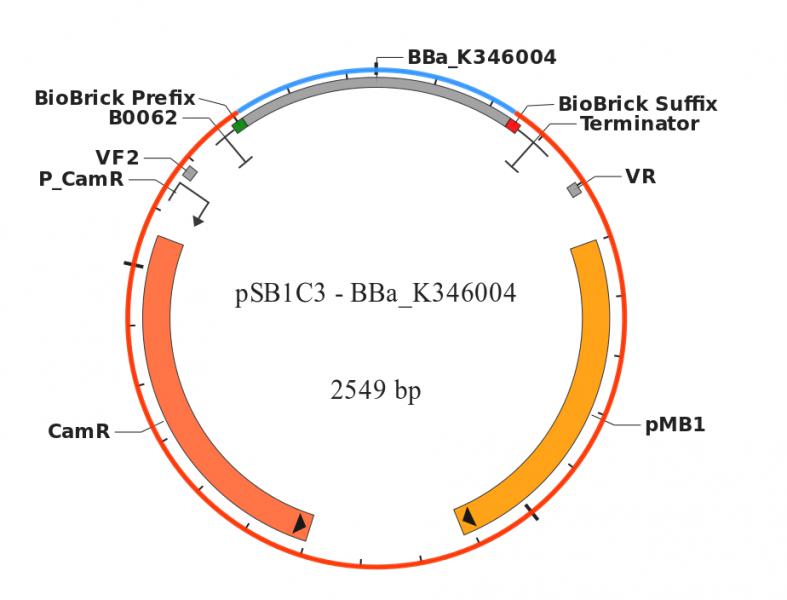 BBa_K346004
BioBrick Prefix
BioBrick Suffix
B0062
Terminator
VF2
VR
P_CamR
pSB1C3 - BBa_K346004
2549 bp
CamR
pMB1